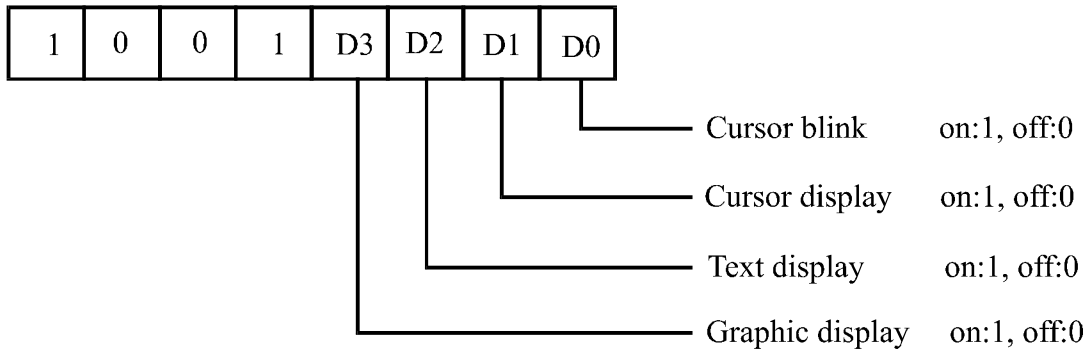 1 0 0 1 D3 D2 D1 D0
Cursor blink on:1, off:0
Cursor display on:1, off:0
Text display on:1, off:0
Graphic display on:1, off:0